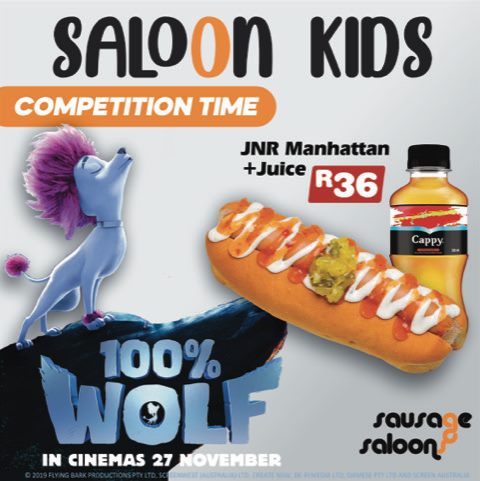 SALOON KIDS
COMPETITION TIME
JNR Manhattan
+Juice R36
Cappy
100%
WOLF
IN CINEMAS 27 NOVEMBER
sausage
saloon